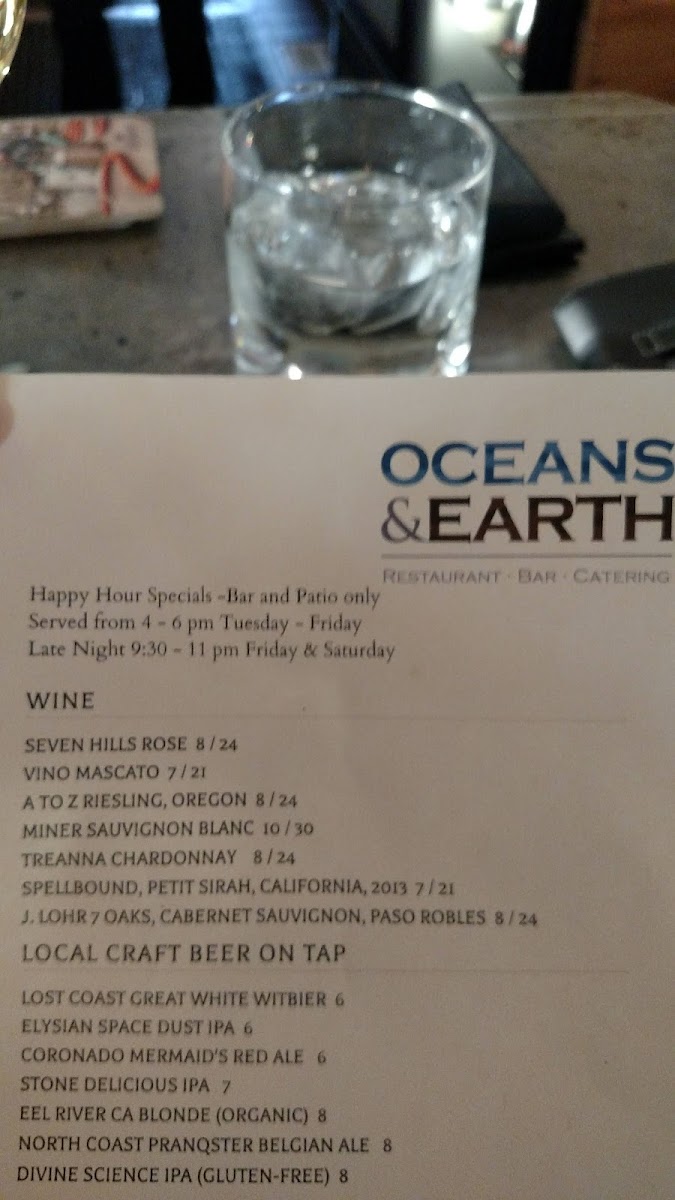 OCEANS
&EARTH
RESTAURANT · BAR · CATERING
Happy Hour Specials -Bar and Patio only
Served from 4 - 6 pm Tuesday - Friday
Late Night 9:30 - 11 pm Friday & Saturday
WINE
SEVEN HILLS ROSE 8 / 24
VINO MASCATO 7 / 21
A TO Z RIESLING, OREGON 8 / 24
MINER SAUVIGNON BLANC 10 / 30
TREANNA CHARDONNAY 8 / 24
SPELLBOUND, PETIT SIRAH, CALIFORNIA, 2013 7 / 21
J. LOHR 7 OAKS, CABERNET SAUVIGNON, PASO ROBLES 8 / 24
LOCAL CRAFT BEER ON TAP
LOST COAST GREAT WHITE WITBIER 6
ELYSIAN SPACE DUST IPA 6
CORONADO MERMAID'S RED ALE 6
STONE DELICIOUS IPA 7
EEL RIVER CA BLONDE (ORGANIC) 8
NORTH COAST PRANQSTER BELGIAN ALE 8
DIVINE SCIENCE IPA (GLUTEN-FREE) 8